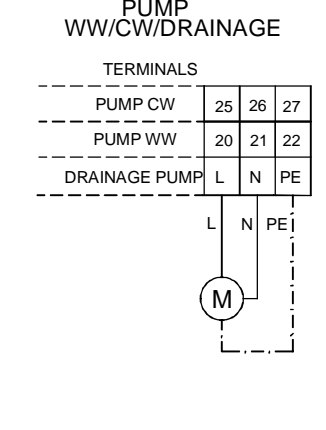 PUMP
WW/CW/DRAINAGE
TERMINALS
PUMP CW 25 26 27
PUMP WW 20 21 22
DRAINAGE PUMP L N PE
L N PE
M